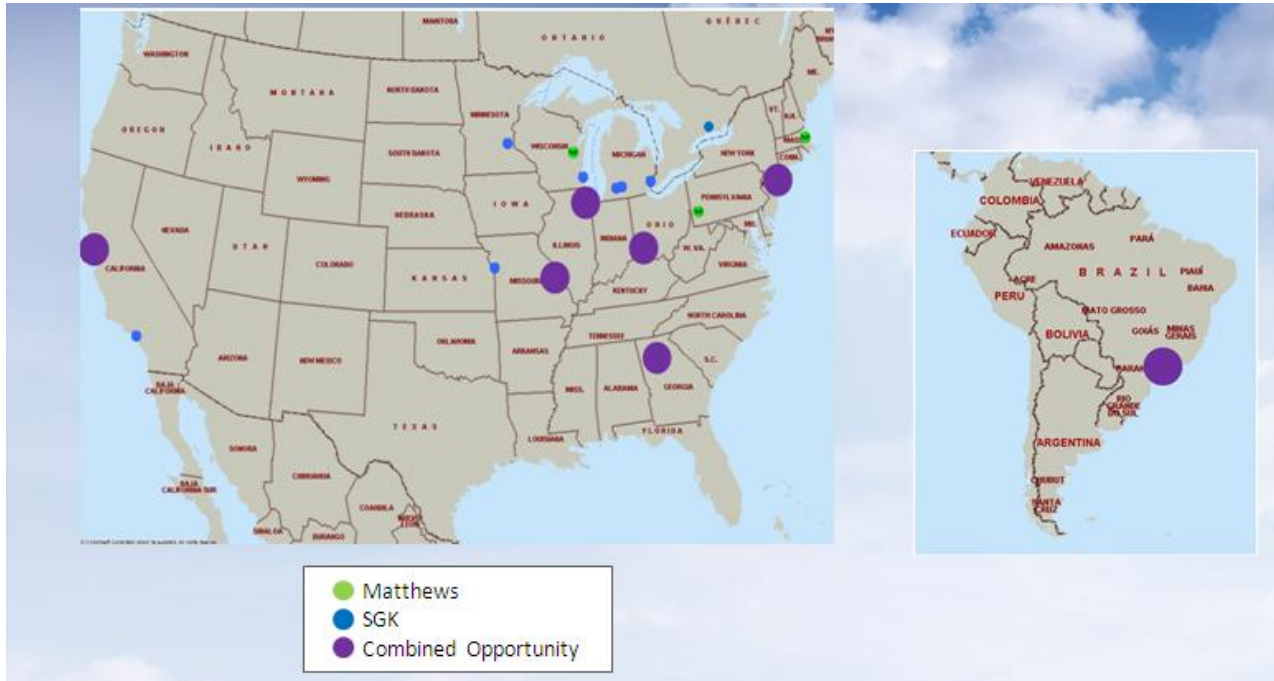 MANITOBA
QUÉBEC
ONTARIO
WASHINGTON
ME.
MONTANA
NORTH DAKOTA
MINNESOTA
VT.
N.H.
OREGON
WISCONSIN
MICHIGAN
MASS.
IDAHO
SOUTH DAKOTA
NEW YORK
CONN.
WYOMING
IOWA
PENNSYLVANIA
NEBRASKA
OHIO
NEVADA
UTAH
ILLINOIS
INDIANA
MD.
W. VA.
CALIFORNIA
COLORADO
KANSAS
MISSOURI
VIRGINIA
KENTUCKY
NORTH CAROLINA
TENNESSEE
OKLAHOMA
ARKANSAS
ARIZONA
NEW MEXICO
S.C.
MISS.
ALABAMA
GEORGIA
BAJA
CALIFORNIA
TEXAS
LOUISIANA
FLORIDA
SONORA
CHIHUAHUA
BAJA
CALIFORNIA SUR
COAHUILA
NUEVO
LEON
SINALOA
DURANGO
VENEZUELA
COLOMBIA
ECUADOR
AMAZONAS
PARÁ
BRAZIL
PIAUÍ
ACRE
BAHIA
PERU
MATO GROSSO
BOLIVIA
GOIÁS
MINAS
GERAIS
RIO
GRANDE
DO SUL
ARGENTINA
CHUBUT
SANTA
CRUZ
Matthews
SGK
Combined Opportunity